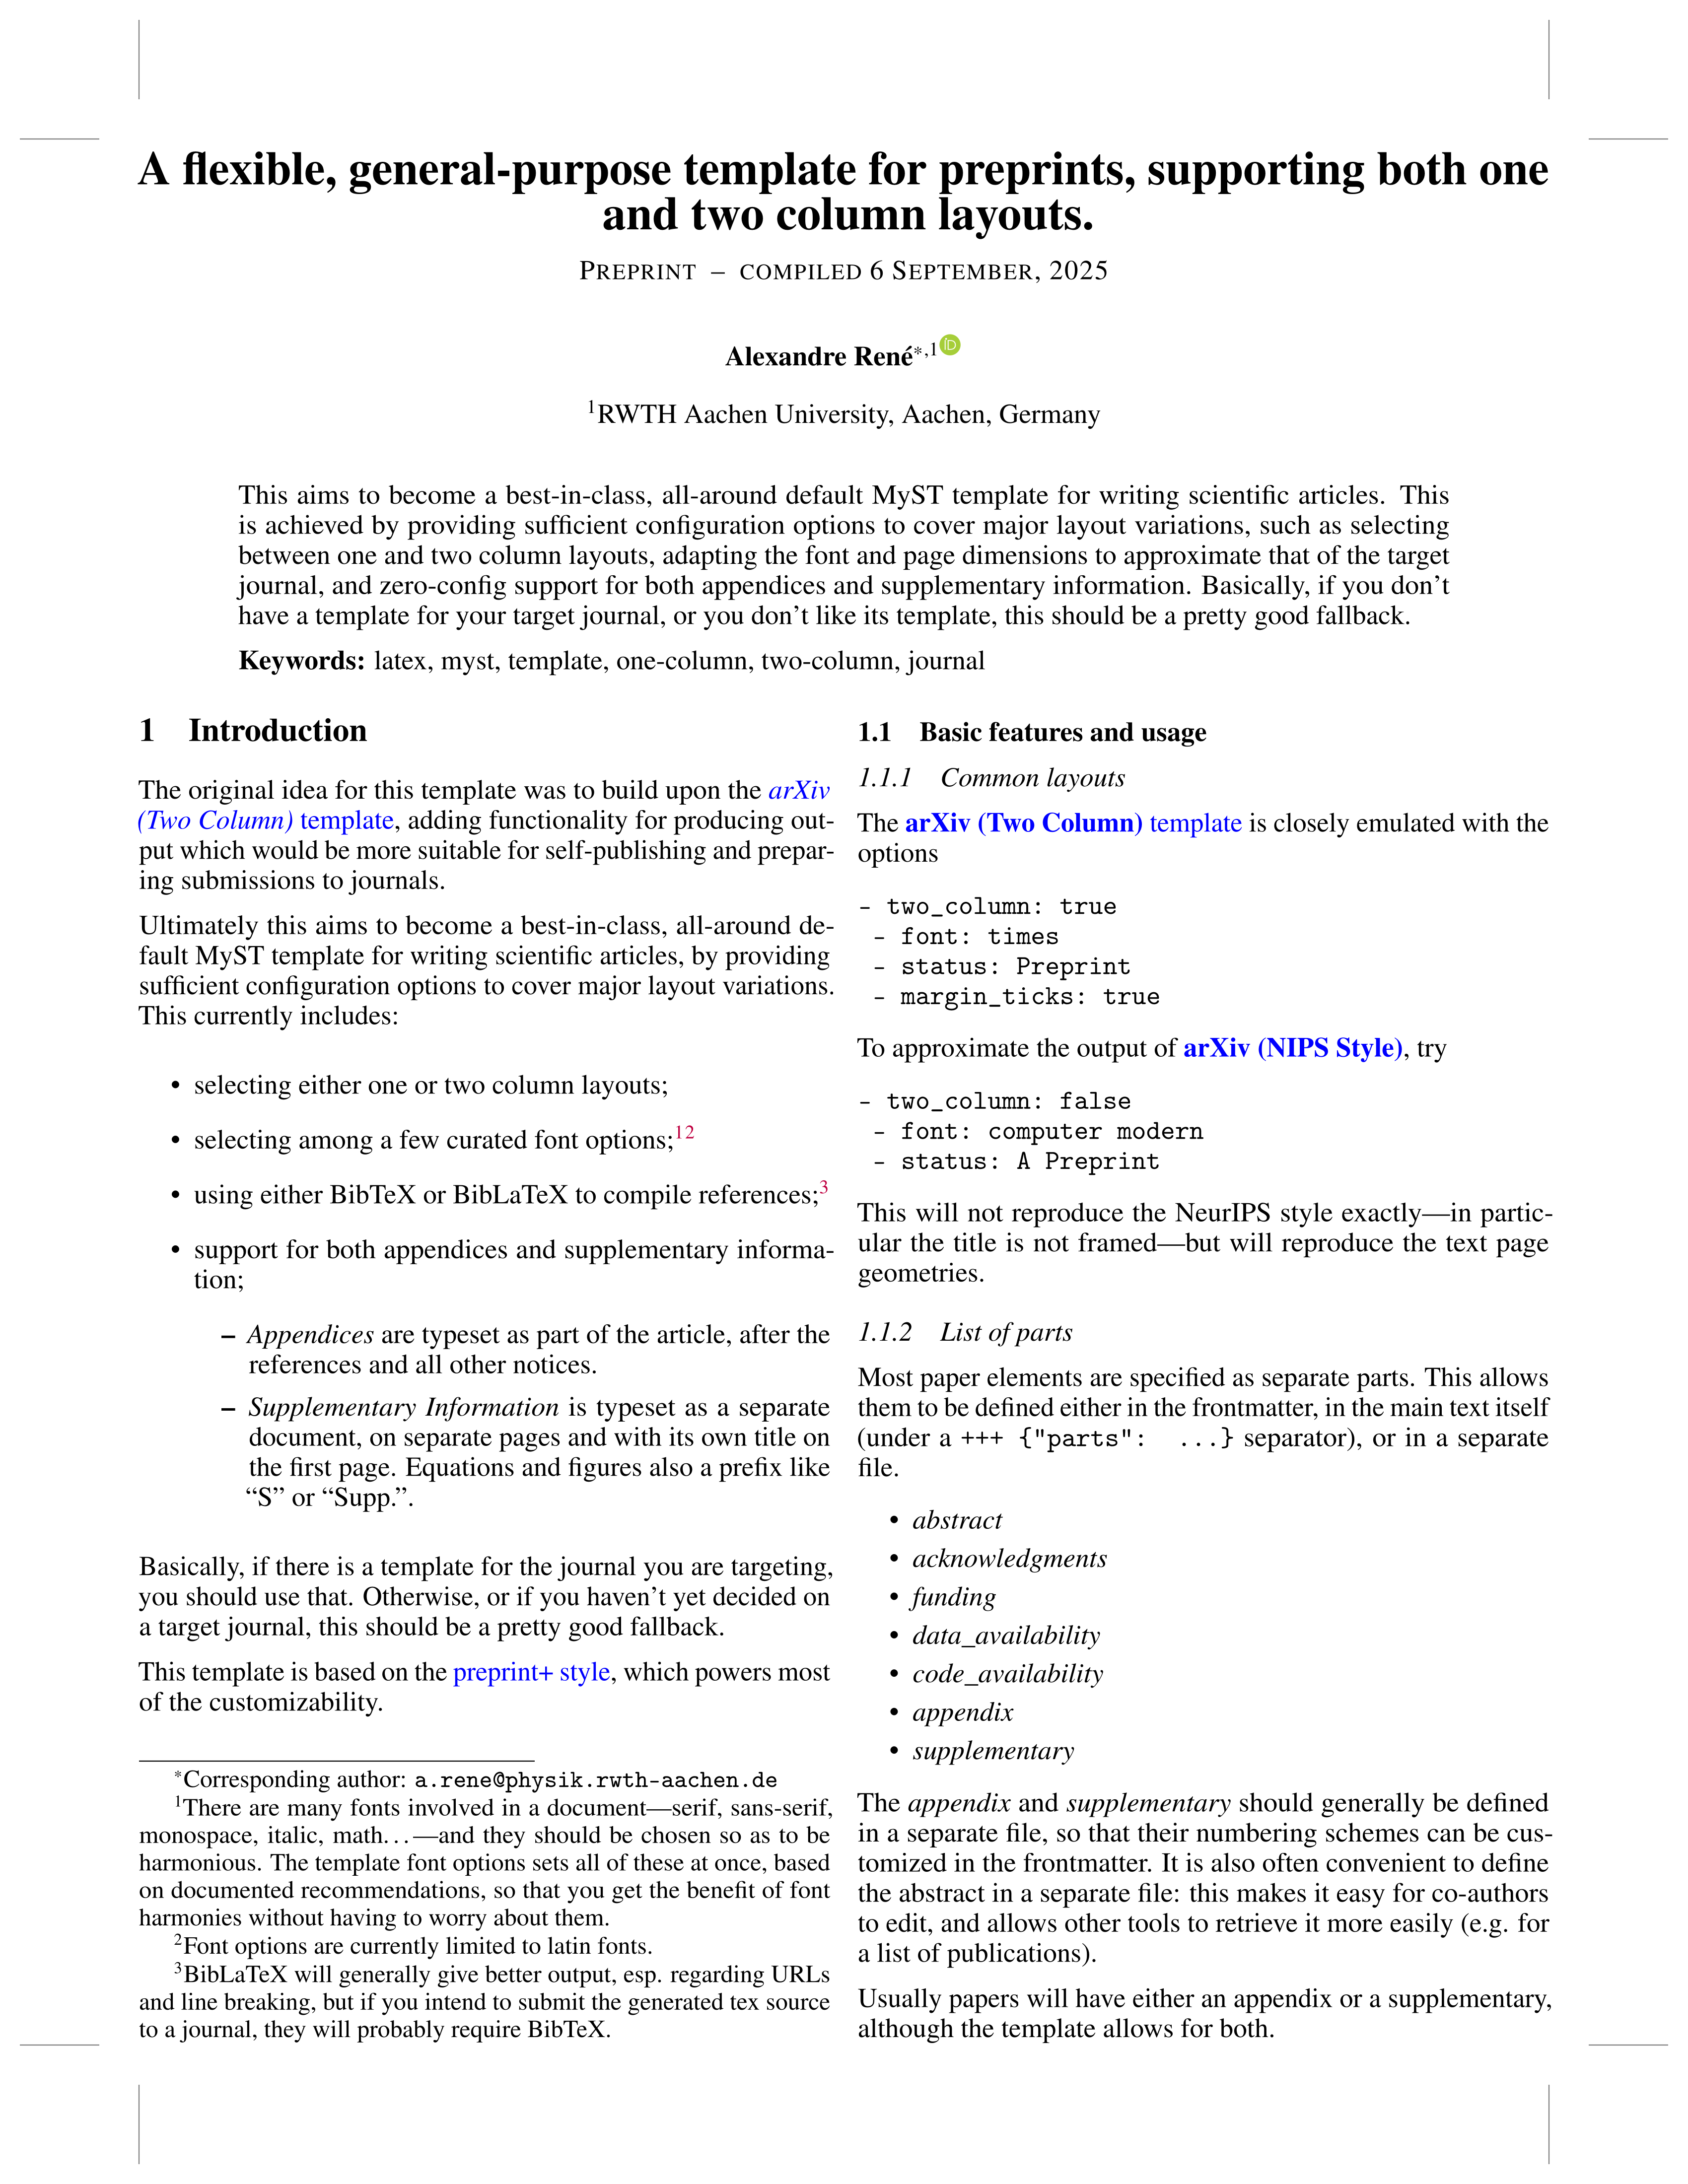 A flexible, general-purpose template for preprints, supporting both one
and two column layouts.
PREPRINT – COMPILED 6 SEPTEMBER, 2025
Alexandre René*,1
1RWTH Aachen University, Aachen, Germany
This aims to become a best-in-class, all-around default MyST template for writing scientific articles. This
is achieved by providing sufficient configuration options to cover major layout variations, such as selecting
between one and two column layouts, adapting the font and page dimensions to approximate that of the target
journal, and zero-config support for both appendices and supplementary information. Basically, if you don’t
have a template for your target journal, or you don’t like its template, this should be a pretty good fallback.
Keywords: latex, myst, template, one-column, two-column, journal
1 Introduction
The original idea for this template was to build upon the arXiv
(Two Column) template, adding functionality for producing out-
put which would be more suitable for self-publishing and prepar-
ing submissions to journals.
Ultimately this aims to become a best-in-class, all-around de-
fault MyST template for writing scientific articles, by providing
sufficient configuration options to cover major layout variations.
This currently includes:
• selecting either one or two column layouts;
• selecting among a few curated font options;12
• using either BibTeX or BibLaTeX to compile references;3
• support for both appendices and supplementary informa-
tion;
– Appendices are typeset as part of the article, after the
references and all other notices.
– Supplementary Information is typeset as a separate
document, on separate pages and with its own title on
the first page. Equations and figures also a prefix like
“S” or “Supp.”.
Basically, if there is a template for the journal you are targeting,
you should use that. Otherwise, or if you haven’t yet decided on
a target journal, this should be a pretty good fallback.
This template is based on the preprint+ style, which powers most
of the customizability.
*Corresponding author: a.rene@physik.rwth-aachen.de
1There are many fonts involved in a document—serif, sans-serif,
monospace, italic, math…—and they should be chosen so as to be
harmonious. The template font options sets all of these at once, based
on documented recommendations, so that you get the benefit of font
harmonies without having to worry about them.
2Font options are currently limited to latin fonts.
3BibLaTeX will generally give better output, esp. regarding URLs
and line breaking, but if you intend to submit the generated tex source
to a journal, they will probably require BibTeX.
1.1 Basic features and usage
1.1.1 Common layouts
The arXiv (Two Column) template is closely emulated with the
options
- two_column: true
- font: times
- status: Preprint
- margin_ticks: true
To approximate the output of arXiv (NIPS Style), try
- two_column: false
- font: computer modern
- status: A Preprint
This will not reproduce the NeurIPS style exactly—in partic-
ular the title is not framed—but will reproduce the text page
geometries.
1.1.2 List of parts
Most paper elements are specified as separate parts. This allows
them to be defined either in the frontmatter, in the main text itself
(under a +++ {"parts": ...} separator), or in a separate
file.
• abstract
• acknowledgments
• funding
• data_availability
• code_availability
• appendix
• supplementary
The appendix and supplementary should generally be defined
in a separate file, so that their numbering schemes can be cus-
tomized in the frontmatter. It is also often convenient to define
the abstract in a separate file: this makes it easy for co-authors
to edit, and allows other tools to retrieve it more easily (e.g. for
a list of publications).
Usually papers will have either an appendix or a supplementary,
although the template allows for both.